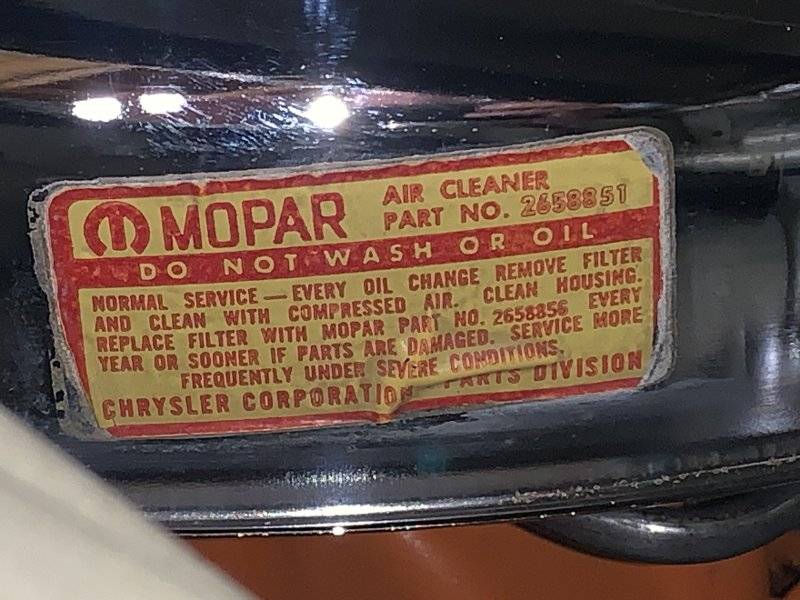 MOPAR
AIR CLEANER
PART NO. 2658851
DO NOT WASH OR OIL
NORMAL SERVICE — EVERY OIL CHANGE REMOVE FILTER
AND CLEAN WITH COMPRESSED AIR. CLEAN HOUSING.
REPLACE FILTER WITH MOPAR PART NO. 2658856 EVERY
YEAR OR SOONER IF PARTS ARE DAMAGED. SERVICE MORE
FREQUENTLY UNDER SEVERE CONDITIONS.
CHRYSLER CORPORATION PARTS DIVISION